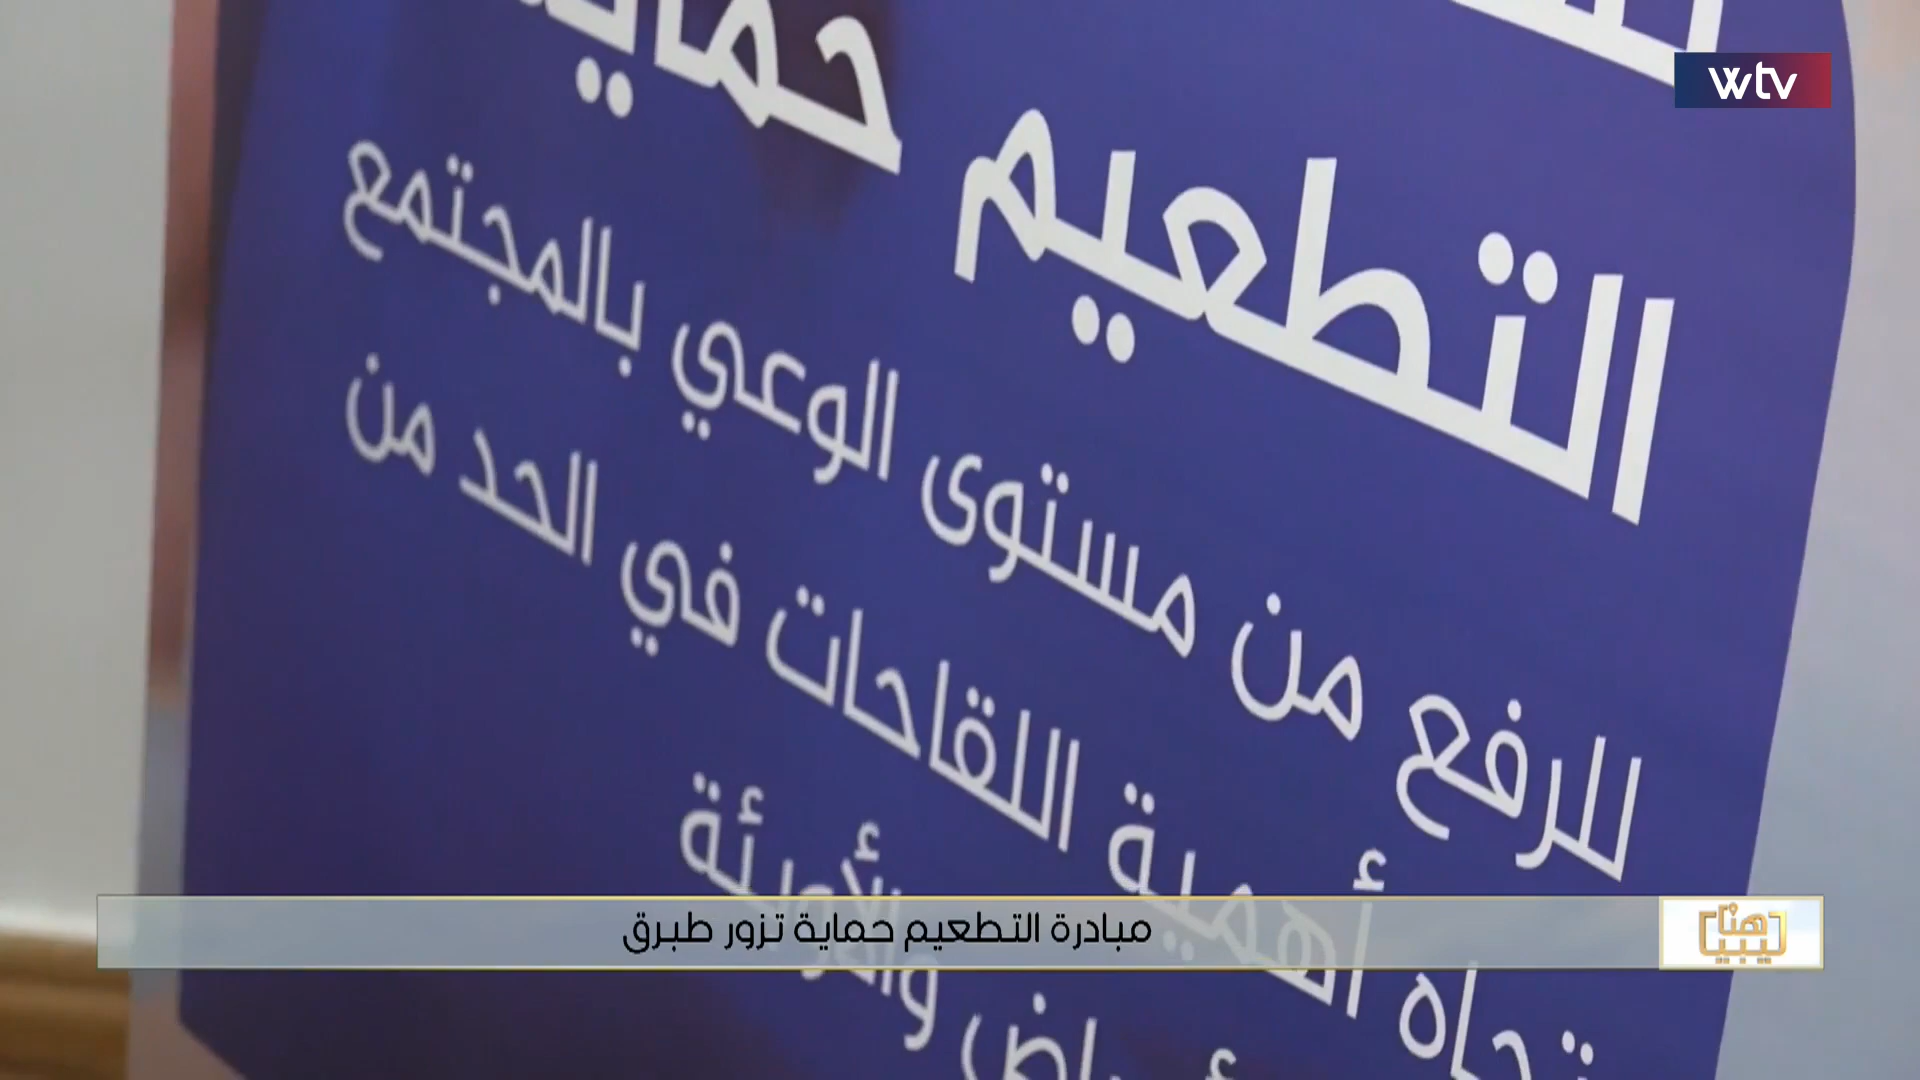 wtv
التطعيم حماية
للرفع من مستوى الوعي بالمجتمع
تجاه أهمية اللقاحات في الحد من
والأوبئة
مبادرة التطعيم حماية تزور طبرق
هنا ليبيا